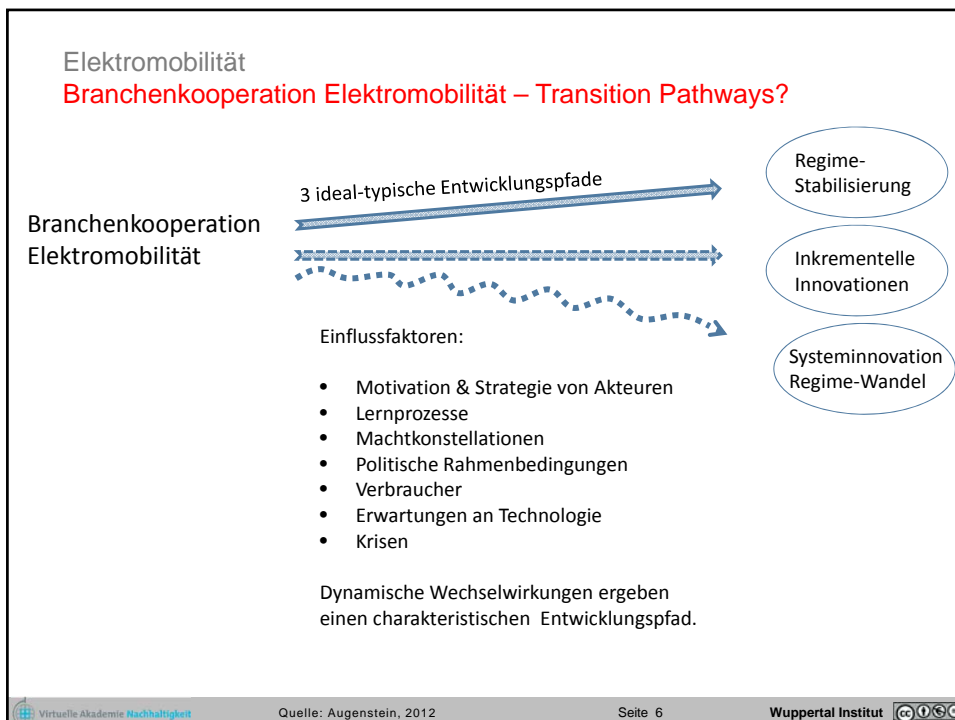 Elektromobilität
Branchenkooperation Elektromobilität – Transition Pathways?
3 ideal-typische Entwicklungspfade
Branchenkooperation
Elektromobilität
Regime-
Stabilisierung
Inkrementelle
Innovationen
Systeminnovation
Regime-Wandel
Einflussfaktoren:
• Motivation & Strategie von Akteuren
• Lernprozesse
• Machtkonstellationen
• Politische Rahmenbedingungen
• Verbraucher
• Erwartungen an Technologie
• Krisen
Dynamische Wechselwirkungen ergeben
einen charakteristischen Entwicklungspfad.
Virtuelle Akademie Nachhaltigkeit Quelle: Augenstein, 2012 Seite 6 Wuppertal Institut cc